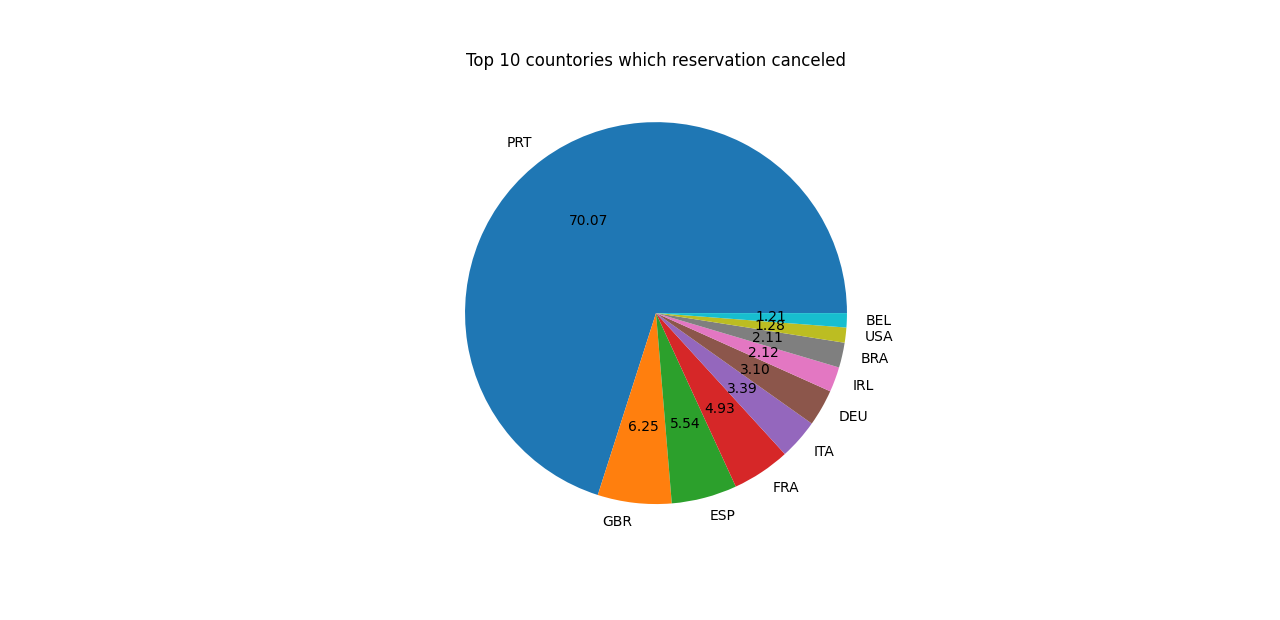 Top 10 countories which reservation canceled
PRT
70.07
1.21
BEL
1.28
USA
2.11
BRA
2.12
IRL
3.10
DEU
3.39
ITA
4.93
FRA
5.54
ESP
6.25
GBR